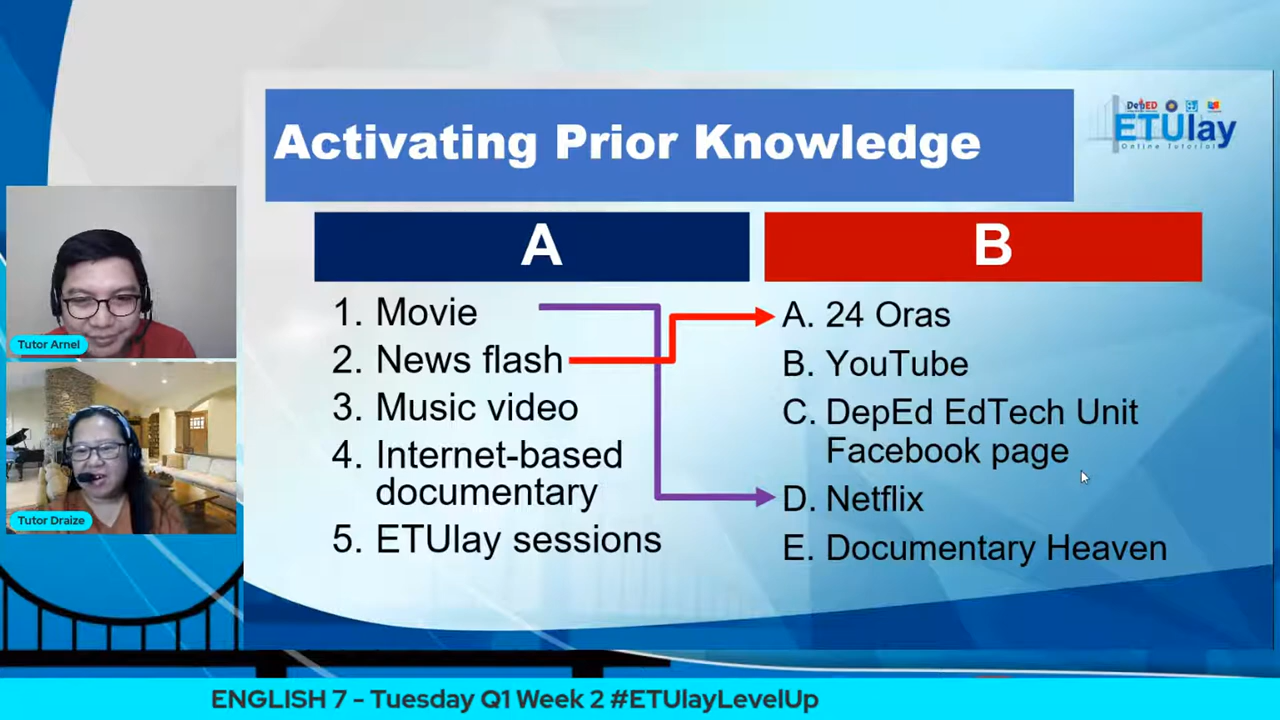 Activating Prior Knowledge
DepED
ETUlay
Online Tutorial
A
B
1. Movie
2. News flash
3. Music video
4. Internet-based
documentary
5. ETUlay sessions
A. 24 Oras
B. YouTube
C. DepEd EdTech Unit
Facebook page
D. Netflix
E. Documentary Heaven
Tutor Arnel
Tutor Draize
ENGLISH 7 - Tuesday Q1 Week 2 #ETUlayLevelUp